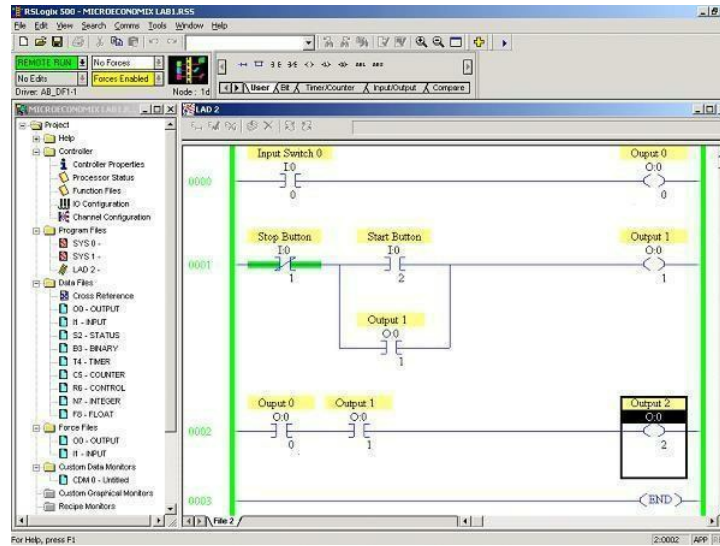 RSLogix 500 - MICROECONOMIX LAB1.RSS
File Edit View Search Comms Tools Window Help
REMOTE RUN No Forces
No Edits Forces Enabled
Driver: AB_DF1-1 Node: 1d
User Bit Timer/Counter Input/Output Compare
MICROECONOMIX LAB1.RSS
LAD 2
Project
Help
Controller
Controller Properties
Processor Status
Function Files
IO Configuration
Channel Configuration
Program Files
SYS 0 -
SYS 1 -
LAD 2 -
Data Files
Cross Reference
O0 - OUTPUT
I1 - INPUT
S2 - STATUS
B3 - BINARY
T4 - TIMER
C5 - COUNTER
R6 - CONTROL
N7 - INTEGER
F8 - FLOAT
Force Files
O0 - OUTPUT
I1 - INPUT
Custom Data Monitors
CDM 0 - Untitled
Custom Graphical Monitors
Recipe Monitors
Input Switch 0 Ouput 0
I:0 O:0
0000
0 0
Stop Button Start Button Output 1
I:0 I:0 O:0
0001
1 2 1
Output 1
O:0
1
Ouput 0 Output 1 Output 2
O:0 O:0 O:0
0002
0 1 2
0003 END
File 2
For Help, press F1 2:0002 APP